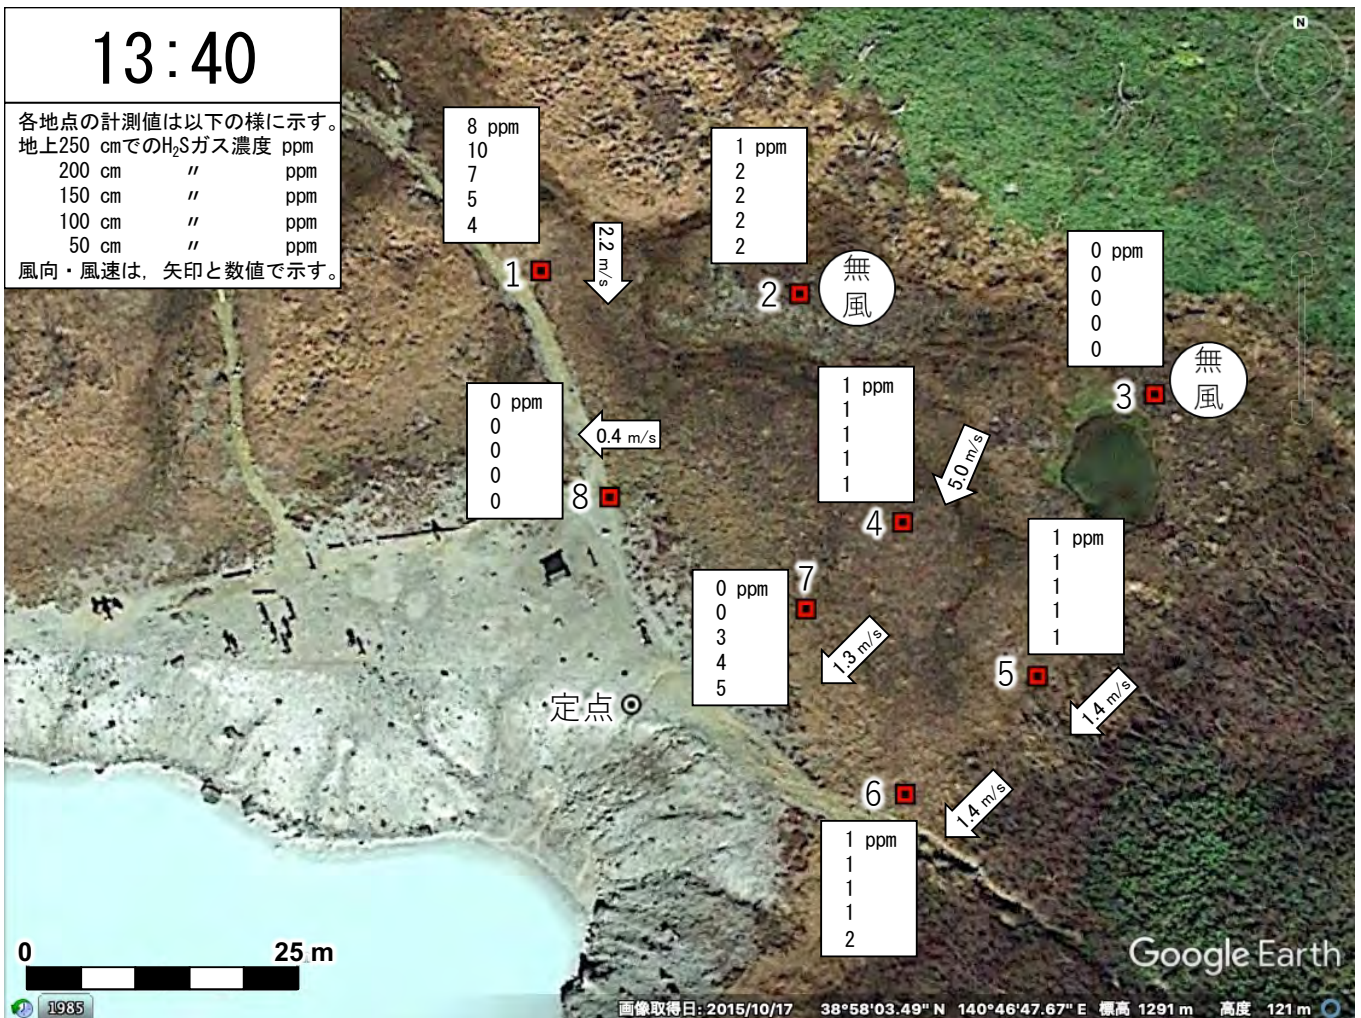 13:40
各地点の計測値は以下の様に示す。
地上250 cmでのH₂Sガス濃度 ppm
200 cm 〃 ppm
150 cm 〃 ppm
100 cm 〃 ppm
50 cm 〃 ppm
風向・風速は，矢印と数値で示す。
8 ppm
10
7
5
4
1
2.2 m/s
1 ppm
2
2
2
2
2
無
風
0 ppm
0
0
0
0
3
無
風
0 ppm
0
0
0
0
8
0.4 m/s
1 ppm
1
1
1
1
4
5.0 m/s
1 ppm
1
1
1
1
5
1.4 m/s
0 ppm
0
3
4
5
7
1.3 m/s
定点
6
1.4 m/s
1 ppm
1
1
1
2
0 25 m
N
Google Earth
1985
画像取得日: 2015/10/17 38°58'03.49" N 140°46'47.67" E 標高 1291 m 高度 121 m